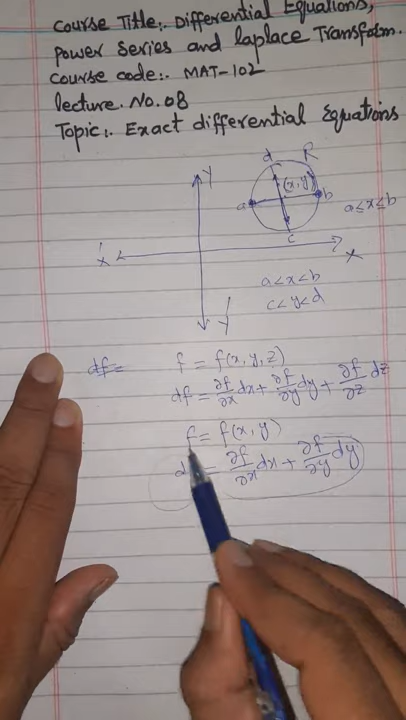 Course Title:. Differential Equations,
power series and laplace Transform.
course code:. MAT-102
lecture. No. 08
Topic:. Exact differential Equations
d R
Y
(x, y)
a b
a≤x≤b
c
X' X
a<x<b
c<y<d
Y'
df= f = f(x, y, z)
df = ∂f/∂x dx + ∂f/∂y dy + ∂f/∂z dz
f = f(x, y)
d = ∂f/∂x dx + ∂f/∂y dy